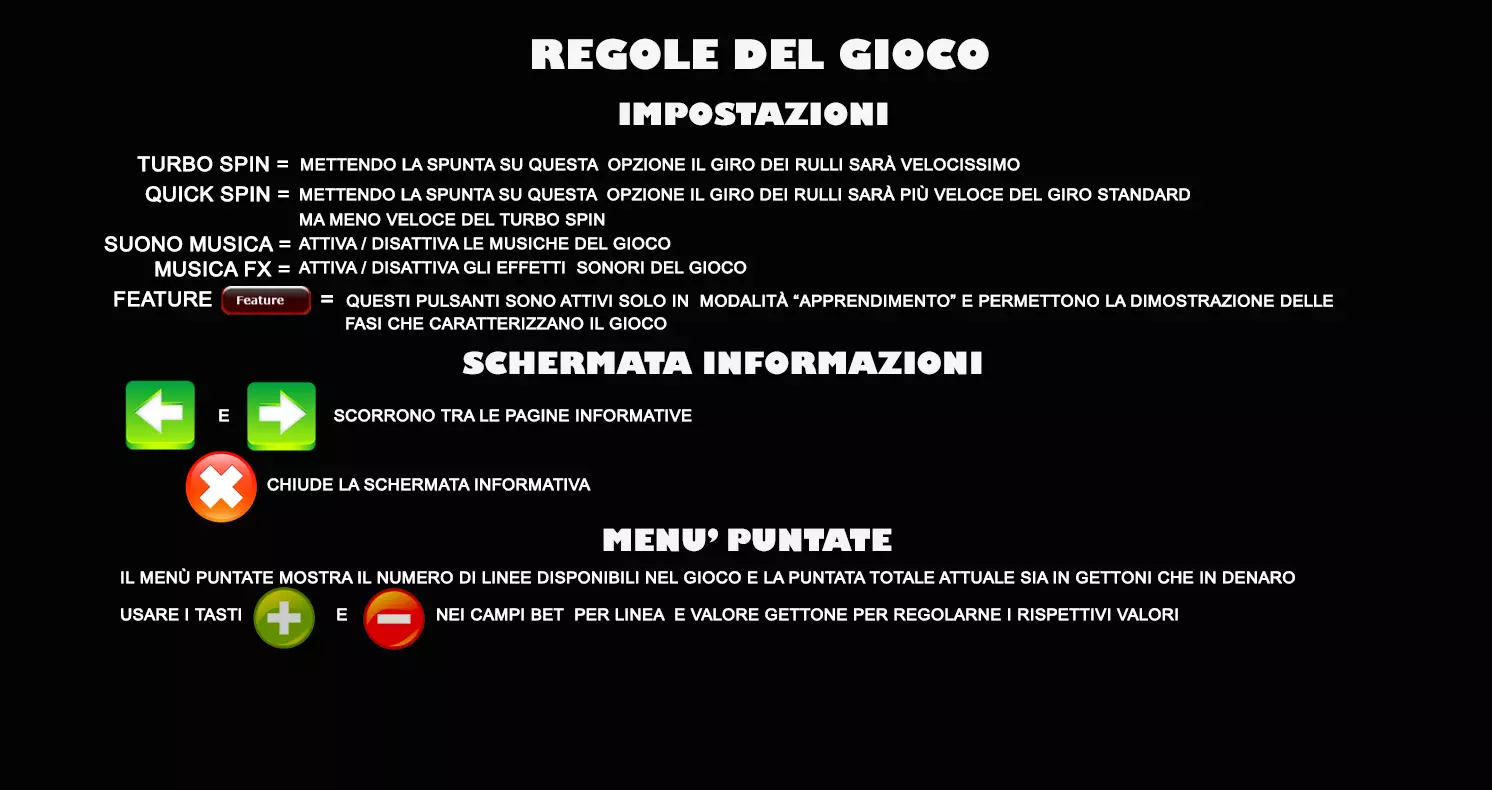 REGOLE DEL GIOCO
IMPOSTAZIONI
TURBO SPIN = METTENDO LA SPUNTA SU QUESTA OPZIONE IL GIRO DEI RULLI SARÀ VELOCISSIMO
QUICK SPIN = METTENDO LA SPUNTA SU QUESTA OPZIONE IL GIRO DEI RULLI SARÀ PIÙ VELOCE DEL GIRO STANDARD
MA MENO VELOCE DEL TURBO SPIN
SUONO MUSICA = ATTIVA / DISATTIVA LE MUSICHE DEL GIOCO
MUSICA FX = ATTIVA / DISATTIVA GLI EFFETTI SONORI DEL GIOCO
FEATURE Feature = QUESTI PULSANTI SONO ATTIVI SOLO IN MODALITÀ “APPRENDIMENTO” E PERMETTONO LA DIMOSTRAZIONE DELLE
FASI CHE CARATTERIZZANO IL GIOCO
SCHERMATA INFORMAZIONI
E SCORRONO TRA LE PAGINE INFORMATIVE
CHIUDE LA SCHERMATA INFORMATIVA
MENU’ PUNTATE
IL MENÙ PUNTATE MOSTRA IL NUMERO DI LINEE DISPONIBILI NEL GIOCO E LA PUNTATA TOTALE ATTUALE SIA IN GETTONI CHE IN DENARO
USARE I TASTI E NEI CAMPI BET PER LINEA E VALORE GETTONE PER REGOLARNE I RISPETTIVI VALORI